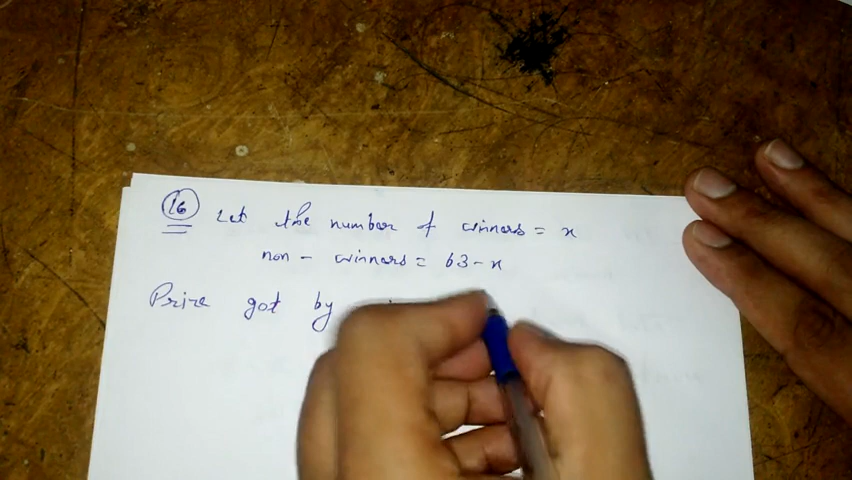 16 Let the number of winners = x
non - winners = 63 - x
Prize got by